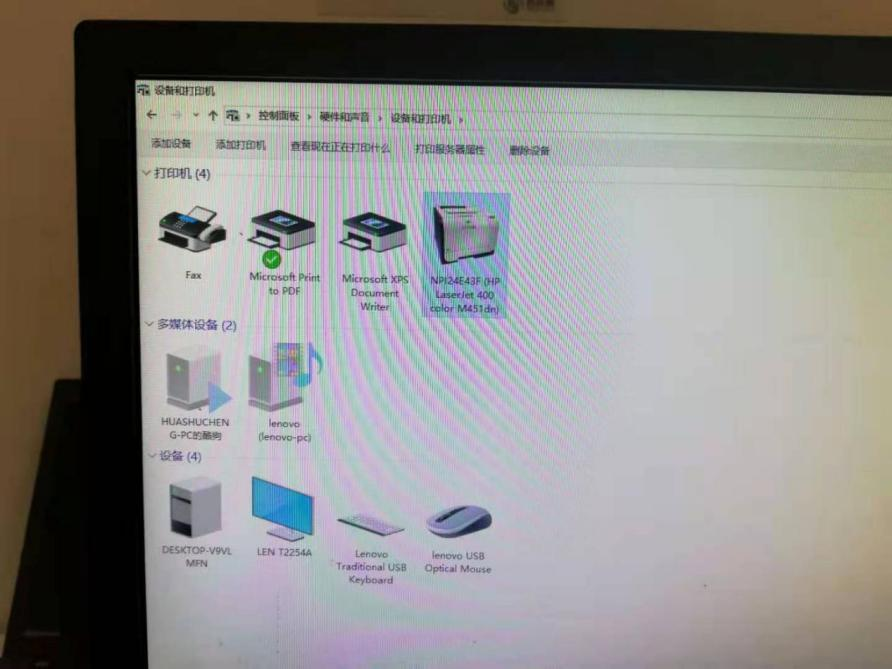 设备和打印机
控制面板 > 硬件和声音 > 设备和打印机 >
添加设备 添加打印机 查看现在正在打印什么 打印服务器属性 删除设备
打印机 (4)
Fax
Microsoft Print
to PDF
Microsoft XPS
Document
Writer
NPI24E43F (HP
LaserJet 400
color M451dn)
多媒体设备 (2)
HUASHUCHEN
G-PC的酷狗
lenovo
(lenovo-pc)
设备 (4)
DESKTOP-V9VL
MFN
LEN T2254A
Lenovo
Traditional USB
Keyboard
lenovo USB
Optical Mouse